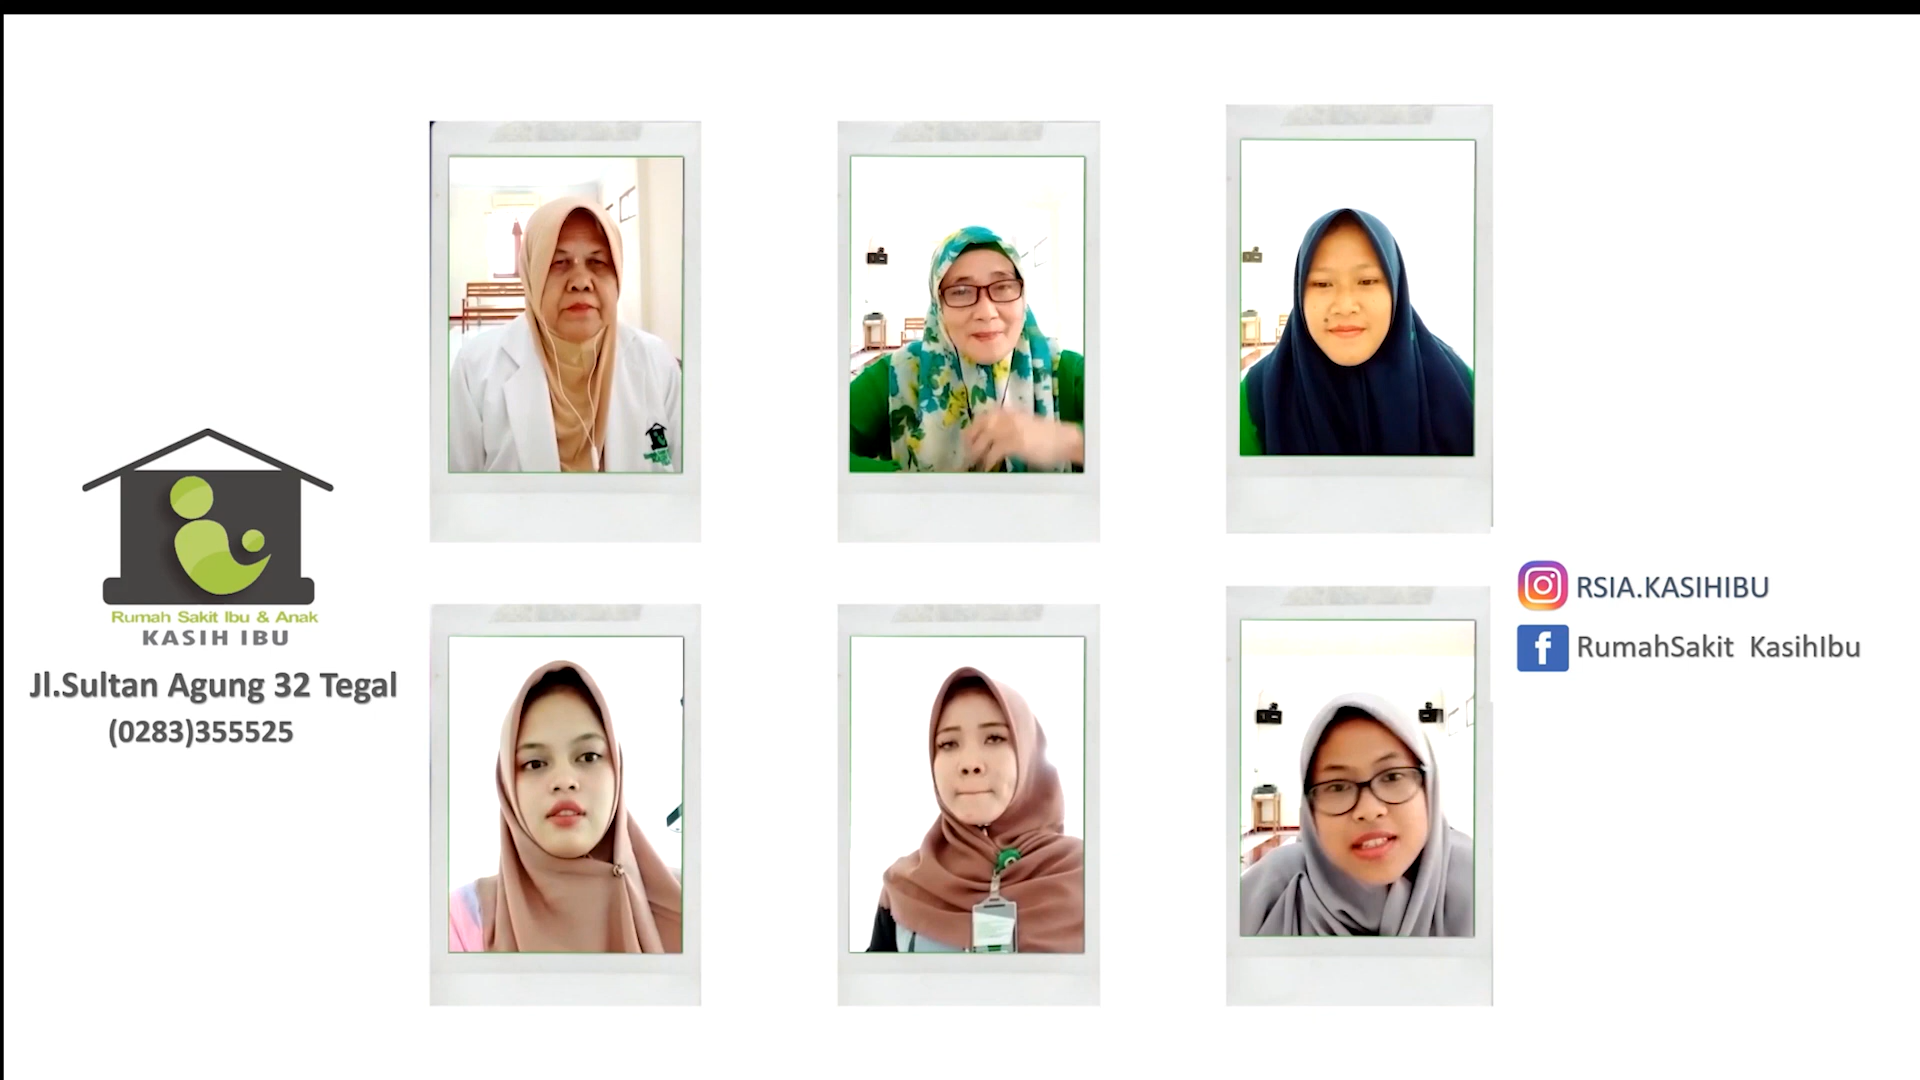 Rumah Sakit Ibu & Anak
KASIH IBU
Jl.Sultan Agung 32 Tegal
(0283)355525
RSIA.KASIHIBU
RumahSakit KasihIbu